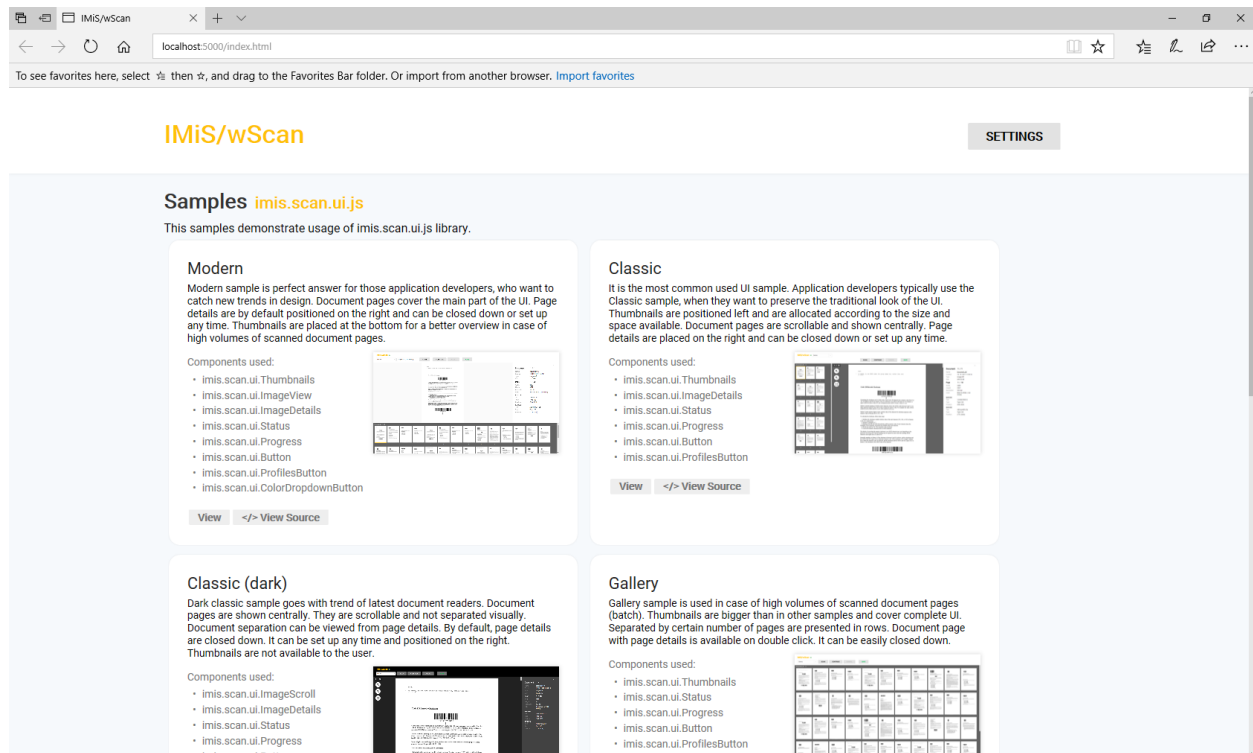 IMiS/wScan
localhost:5000/index.html
To see favorites here, select then , and drag to the Favorites Bar folder. Or import from another browser. Import favorites
IMiS/wScan
SETTINGS
Samples imis.scan.ui.js
This samples demonstrate usage of imis.scan.ui.js library.
Modern
Modern sample is perfect answer for those application developers, who want to
catch new trends in design. Document pages cover the main part of the UI. Page
details are by default positioned on the right and can be closed down or set up
any time. Thumbnails are placed at the bottom for a better overview in case of
high volumes of scanned document pages.
Components used:
• imis.scan.ui.Thumbnails
• imis.scan.ui.ImageView
• imis.scan.ui.ImageDetails
• imis.scan.ui.Status
• imis.scan.ui.Progress
• imis.scan.ui.Button
• imis.scan.ui.ProfilesButton
• imis.scan.ui.ColorDropdownButton
View </> View Source
Classic
It is the most common used UI sample. Application developers typically use the
Classic sample, when they want to preserve the traditional look of the UI.
Thumbnails are positioned left and are allocated according to the size and
space available. Document pages are scrollable and shown centrally. Page
details are placed on the right and can be closed down or set up any time.
Components used:
• imis.scan.ui.Thumbnails
• imis.scan.ui.ImageDetails
• imis.scan.ui.Status
• imis.scan.ui.Progress
• imis.scan.ui.Button
• imis.scan.ui.ProfilesButton
View </> View Source
Classic (dark)
Dark classic sample goes with trend of latest document readers. Document
pages are shown centrally. They are scrollable and not separated visually.
Document separation can be viewed from page details. By default, page details
are closed down. It can be set up any time and positioned on the right.
Thumbnails are not available to the user.
Components used:
• imis.scan.ui.ImageScroll
• imis.scan.ui.ImageDetails
• imis.scan.ui.Status
• imis.scan.ui.Progress
Gallery
Gallery sample is used in case of high volumes of scanned document pages
(batch). Thumbnails are bigger than in other samples and cover complete UI.
Separated by certain number of pages are presented in rows. Document page
with page details is available on double click. It can be easily closed down.
Components used:
• imis.scan.ui.Thumbnails
• imis.scan.ui.Status
• imis.scan.ui.Progress
• imis.scan.ui.Button
• imis.scan.ui.ProfilesButton